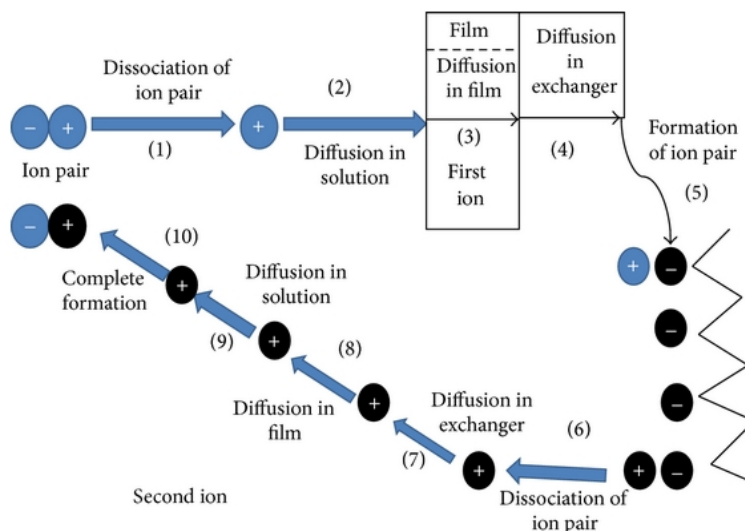 Film
Diffusion
in film
Diffusion
in
exchanger
Dissociation of
ion pair
(2)
− +
+
(1)
(3)
(4)
Ion pair
Diffusion in
solution
First
ion
Formation
of ion pair
(5)
− +
(10)
Complete
formation
+
Diffusion in
solution
(9)
+
(8)
Diffusion in
film
+
Diffusion in
exchanger
(7)
+
(6)
Dissociation of
ion pair
+ −
−
−
+ −
Second ion